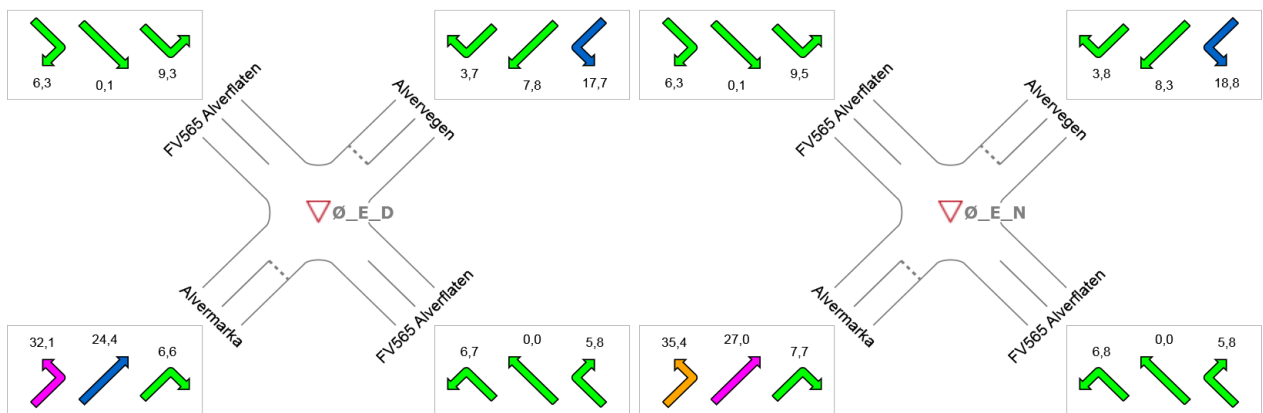 6,3 0,1 9,3
3,7 7,8 17,7
FV565 Alverflaten
Alvervegen
Ø_E_D
Alvermarka
FV565 Alverflaten
32,1 24,4 6,6
6,7 0,0 5,8
6,3 0,1 9,5
3,8 8,3 18,8
FV565 Alverflaten
Alvervegen
Ø_E_N
Alvermarka
FV565 Alverflaten
35,4 27,0 7,7
6,8 0,0 5,8